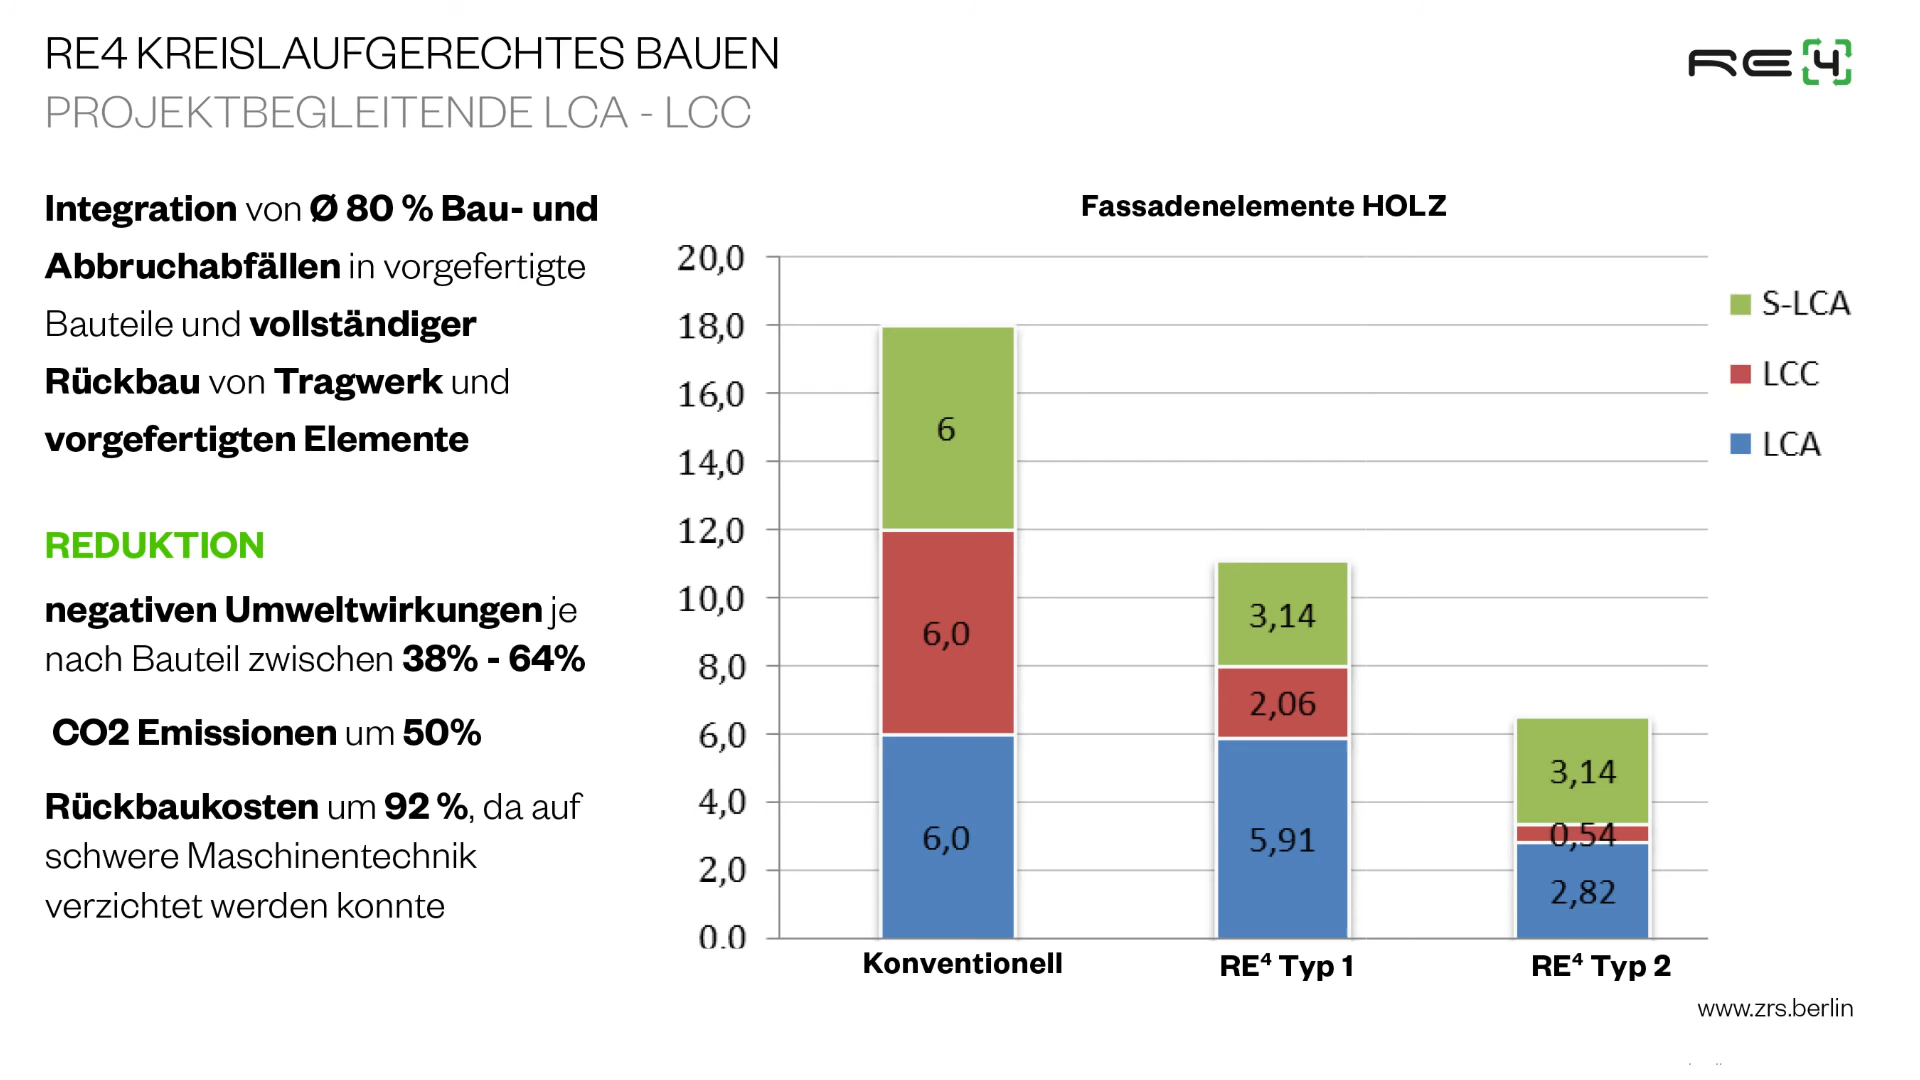 RE4 KREISLAUFGERECHTES BAUEN
PROJEKTBEGLEITENDE LCA - LCC
RE4
Integration von Ø 80 % Bau- und
Abbruchabfällen in vorgefertigte
Bauteile und vollständiger
Rückbau von Tragwerk und
vorgefertigten Elemente
REDUKTION
negativen Umweltwirkungen je
nach Bauteil zwischen 38% - 64%
CO2 Emissionen um 50%
Rückbaukosten um 92 %, da auf
schwere Maschinentechnik
verzichtet werden konnte
Fassadenelemente HOLZ
20,0
18,0
16,0
14,0
12,0
10,0
8,0
6,0
4,0
2,0
0,0
6
6,0
6,0
3,14
2,06
5,91
3,14
0,54
2,82
Konventionell
RE⁴ Typ 1
RE⁴ Typ 2
S-LCA
LCC
LCA
www.zrs.berlin